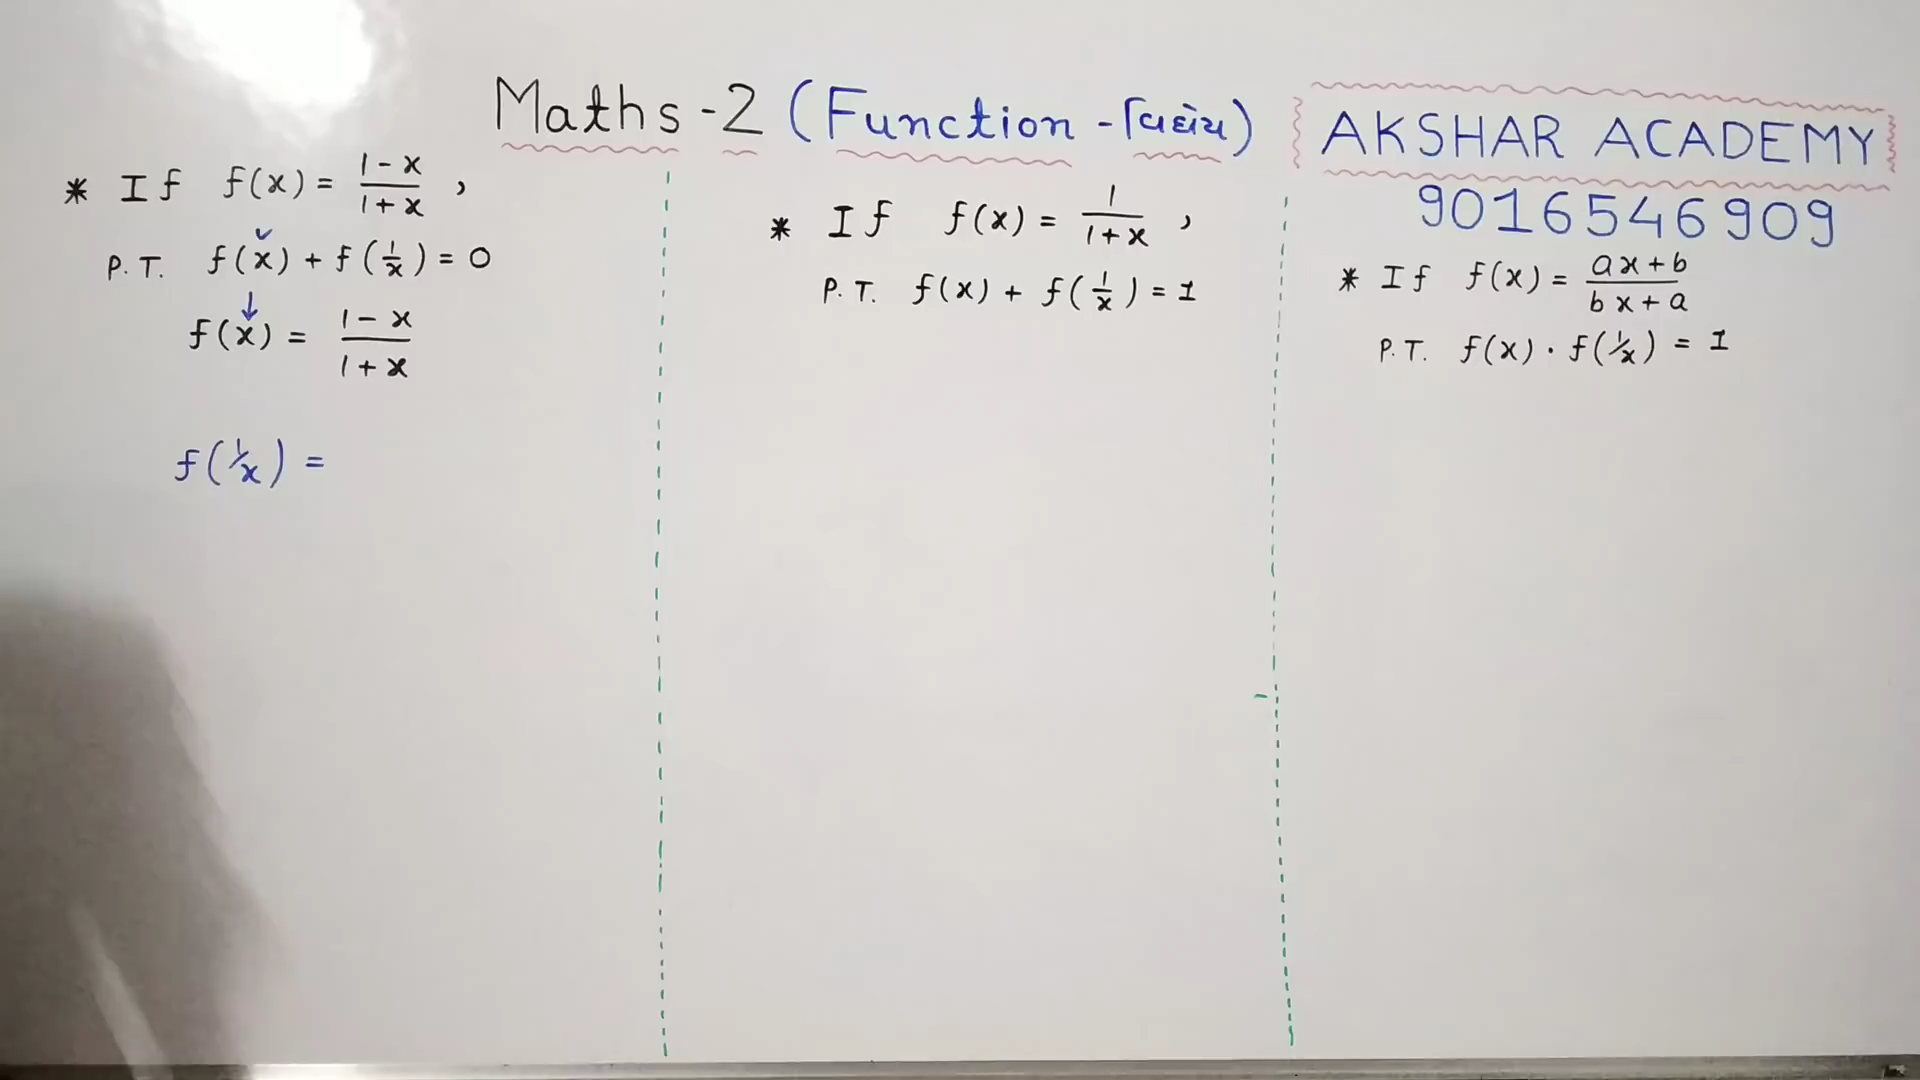 Maths-2 (Function - વિધેય)
AKSHAR ACADEMY
9016546909
* If f(x) = (1-x)/(1+x) ,
P.T. f(x) + f(1/x) = 0
f(x) = (1-x)/(1+x)
f(1/x) =
* If f(x) = 1/(1+x) ,
P.T. f(x) + f(1/x) = 1
* If f(x) = (ax+b)/(bx+a)
P.T. f(x) · f(1/x) = 1